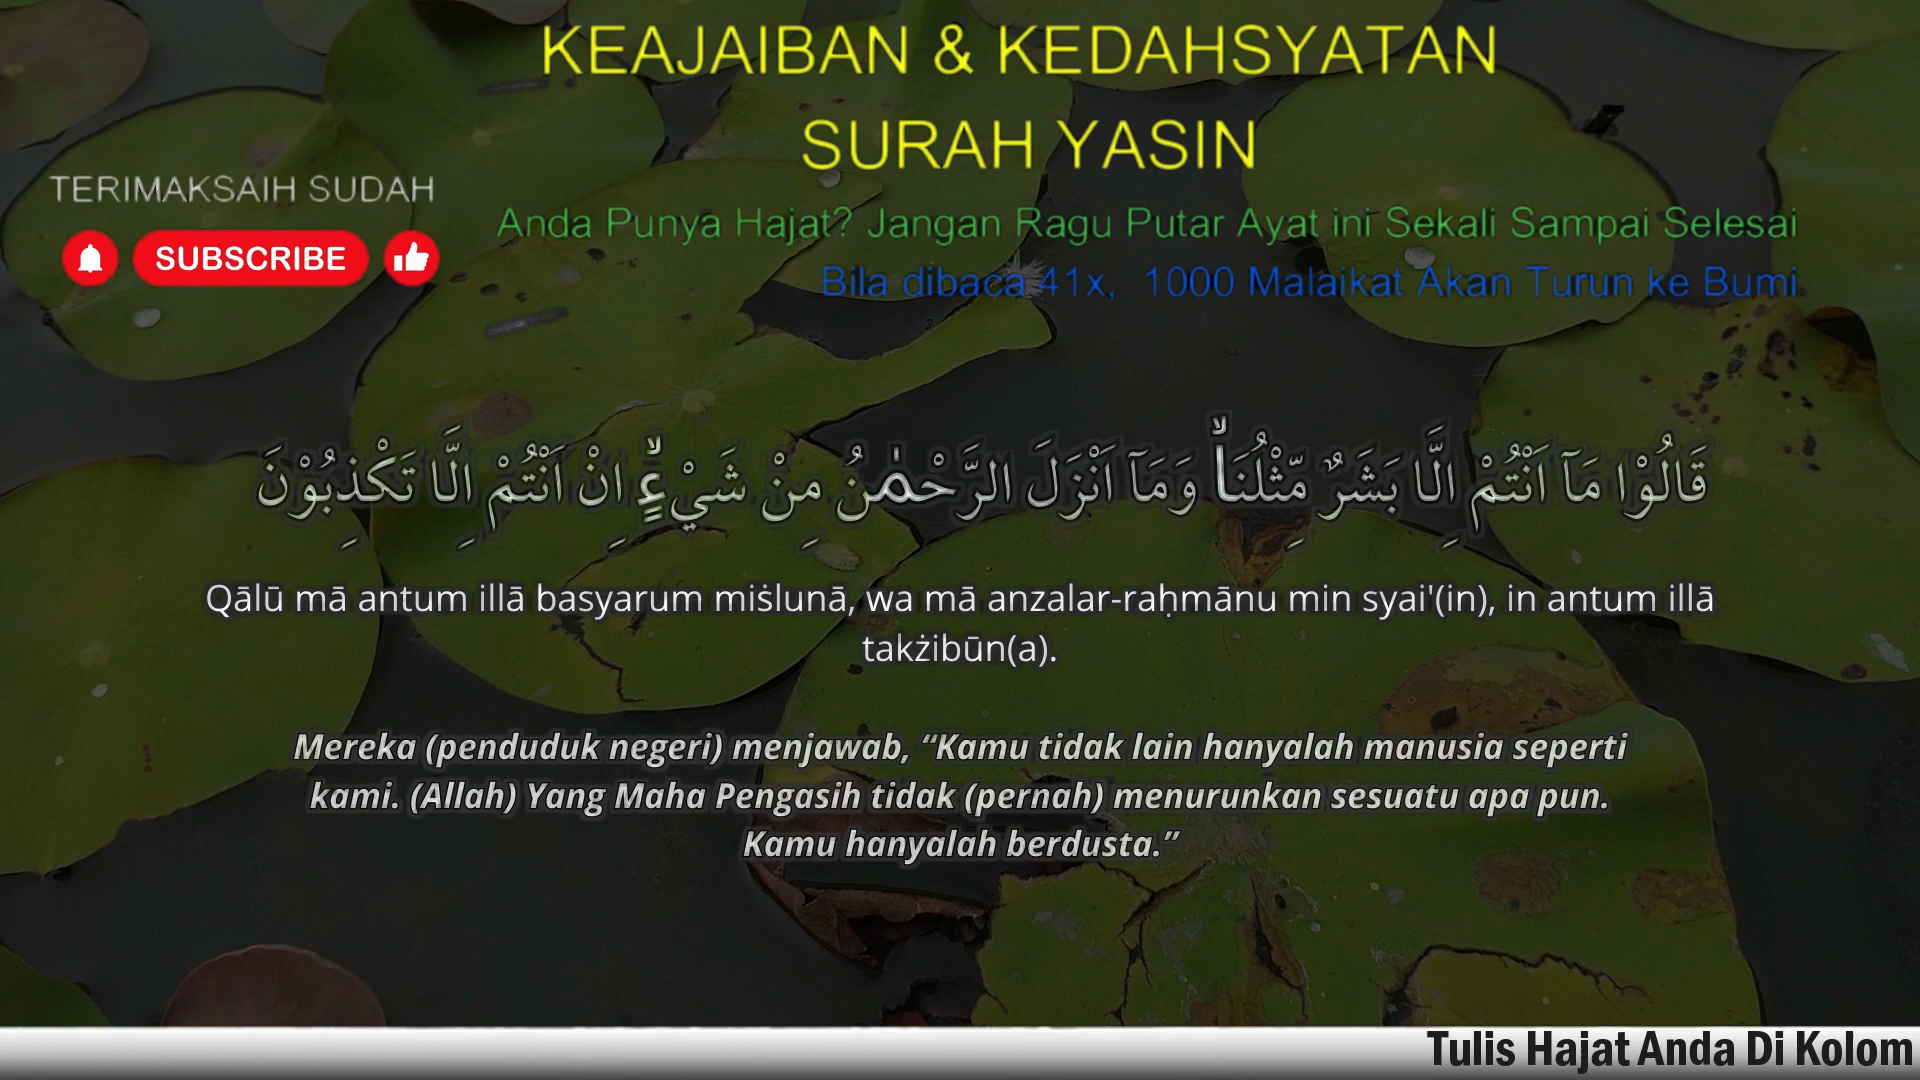 KEAJAIBAN & KEDAHSYATAN
SURAH YASIN
TERIMAKSAIH SUDAH
SUBSCRIBE
Anda Punya Hajat? Jangan Ragu Putar Ayat ini Sekali Sampai Selesai
Bila dibaca 41x, 1000 Malaikat Akan Turun ke Bumi
قَالُوْا مَآ اَنْتُمْ اِلَّا بَشَرٌ مِّثْلُنَاۙ وَمَآ اَنْزَلَ الرَّحْمٰنُ مِنْ شَيْءٍۙ اِنْ اَنْتُمْ اِلَّا تَكْذِبُوْنَ
Qālū mā antum illā basyarum miṡlunā, wa mā anzalar-raḥmānu min syai'(in), in antum illā
takżibūn(a).
Mereka (penduduk negeri) menjawab, “Kamu tidak lain hanyalah manusia seperti
kami. (Allah) Yang Maha Pengasih tidak (pernah) menurunkan sesuatu apa pun.
Kamu hanyalah berdusta.”
Tulis Hajat Anda Di Kolom